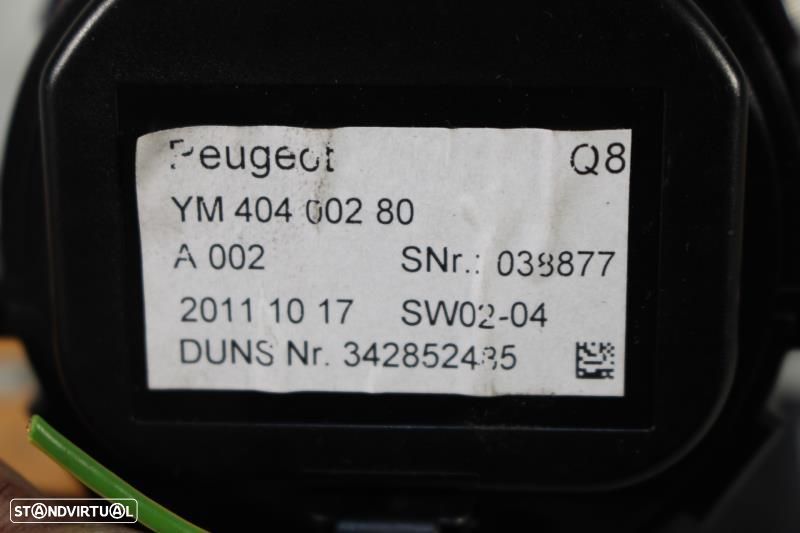 Peugeot Q8
YM 404 002 80
A 002 SNr.: 038877
2011 10 17 SW02-04
DUNS Nr. 342852485
STANDVIRTUAL